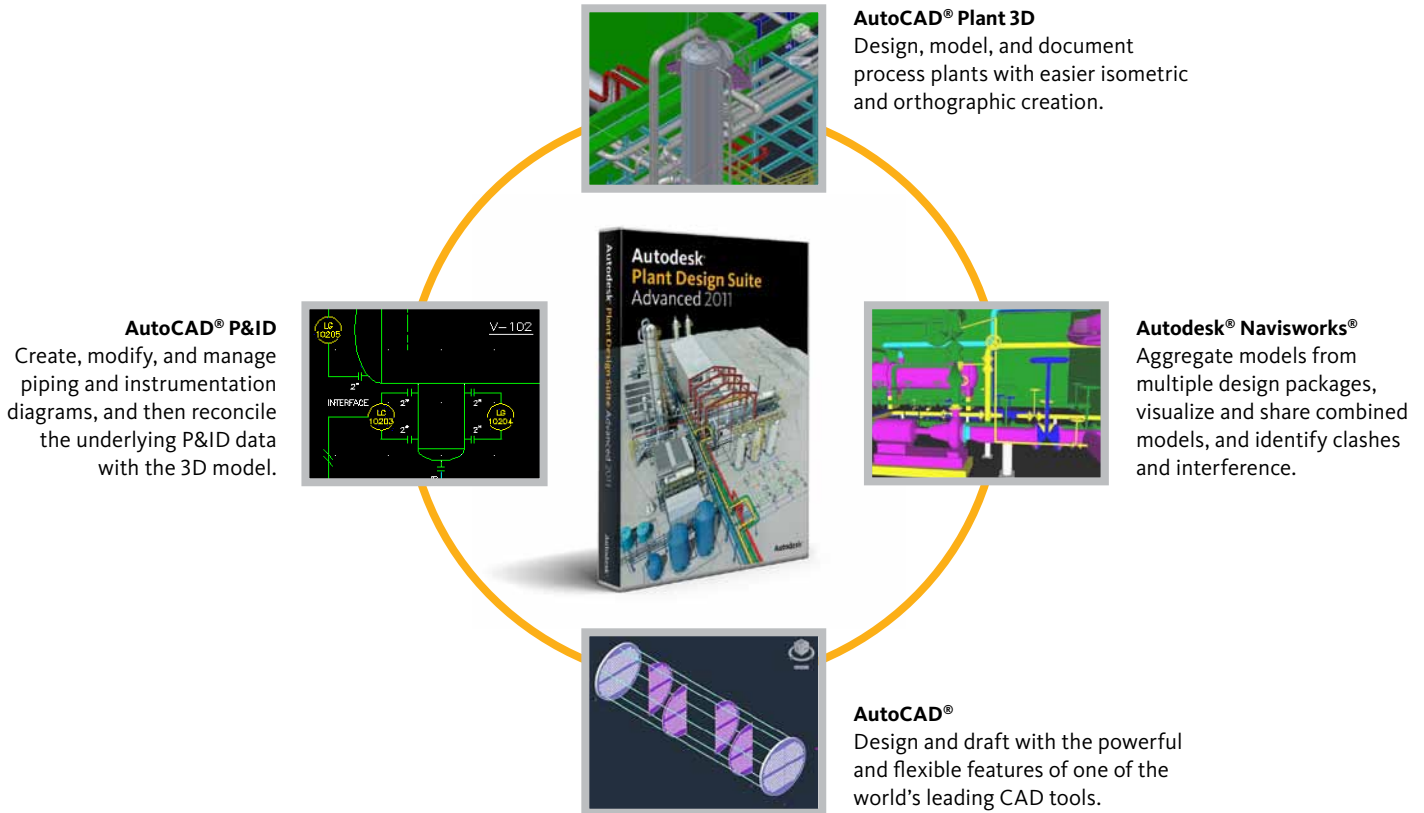 AutoCAD® Plant 3D
Design, model, and document
process plants with easier isometric
and orthographic creation.
AutoCAD® P&ID
Create, modify, and manage
piping and instrumentation
diagrams, and then reconcile
the underlying P&ID data
with the 3D model.
LG
10205
V-102
2"
INTERFACE
LC
10203
2"
2"
LG
10204
2"
2"
Autodesk®
Plant Design Suite
Advanced 2011
Autodesk® Plant Design Suite Advanced 2011
Autodesk®
Autodesk®
Autodesk® Navisworks®
Aggregate models from
multiple design packages,
visualize and share combined
models, and identify clashes
and interference.
AutoCAD®
Design and draft with the powerful
and flexible features of one of the
world’s leading CAD tools.